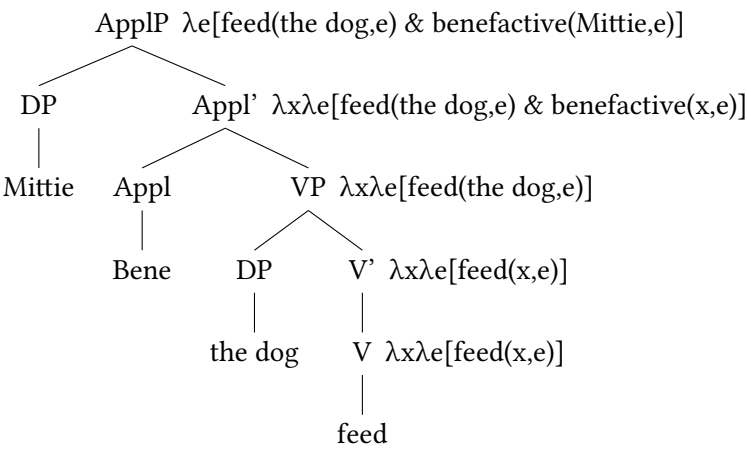 ApplP λe[feed(the dog,e) & benefactive(Mittie,e)]
DP Appl’ λxλe[feed(the dog,e) & benefactive(x,e)]
Mittie Appl VP λxλe[feed(the dog,e)]
Bene DP V’ λxλe[feed(x,e)]
the dog V λxλe[feed(x,e)]
feed